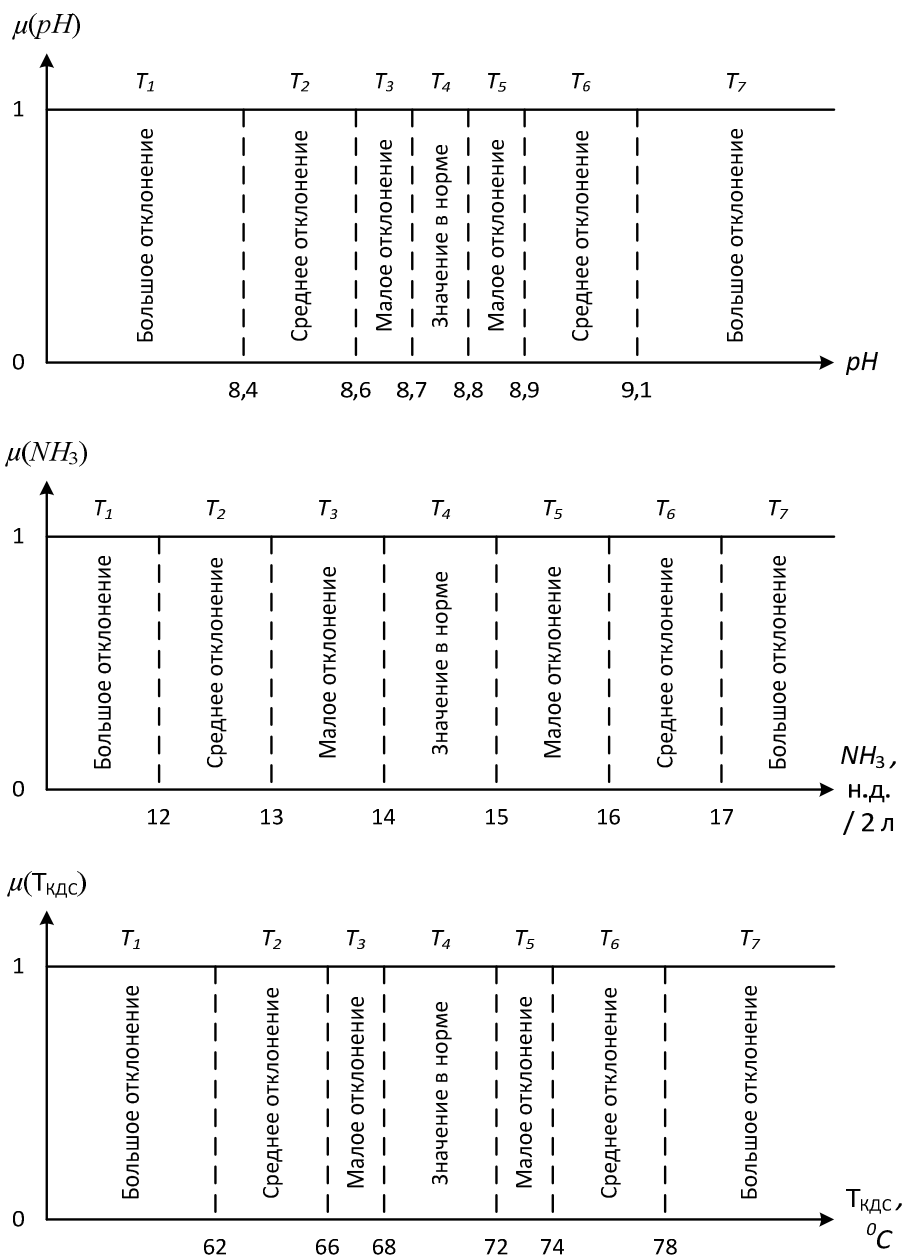 μ(pH)
T1 T2 T3 T4 T5 T6 T7
1
Большое отклонение
Среднее отклонение
Малое отклонение
Значение в норме
Малое отклонение
Среднее отклонение
Большое отклонение
0
pH
8,4 8,6 8,7 8,8 8,9 9,1
μ(NH3)
T1 T2 T3 T4 T5 T6 T7
1
Большое отклонение
Среднее отклонение
Малое отклонение
Значение в норме
Малое отклонение
Среднее отклонение
Большое отклонение
0
NH3 ,
н.д.
/ 2 л
12 13 14 15 16 17
μ(ТКДС)
T1 T2 T3 T4 T5 T6 T7
1
Большое отклонение
Среднее отклонение
Малое отклонение
Значение в норме
Малое отклонение
Среднее отклонение
Большое отклонение
0
ТКДС ,
0C
62 66 68 72 74 78